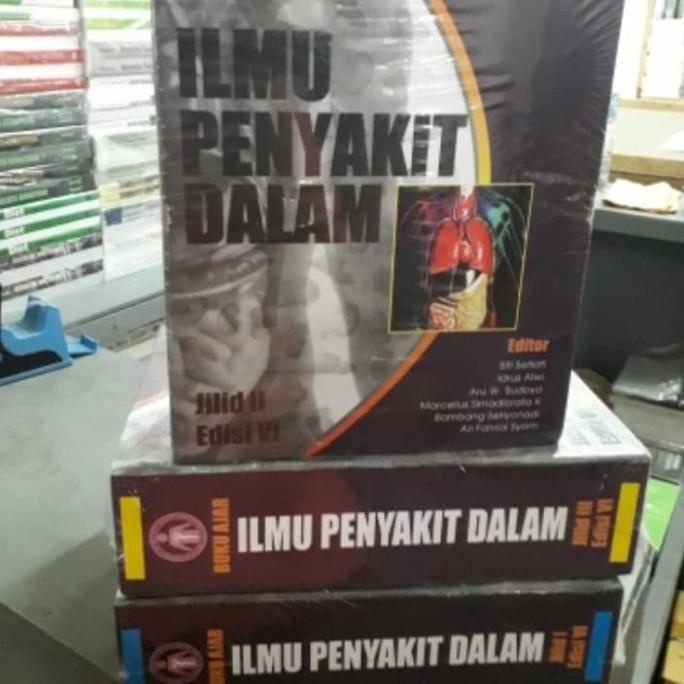 ILMU
PENYAKIT
DALAM
Editor
Siti Setiati
Idrus Alwi
Aru W. Sudoyo
Marcellus Simadibrata K
Bambang Setiyohadi
Ari Fahrial Syam
Jilid II
Edisi VI
BUKU AJAR
ILMU PENYAKIT DALAM
Jilid III
Edisi VI
BUKU AJAR
ILMU PENYAKIT DALAM
Jilid I
Edisi VI